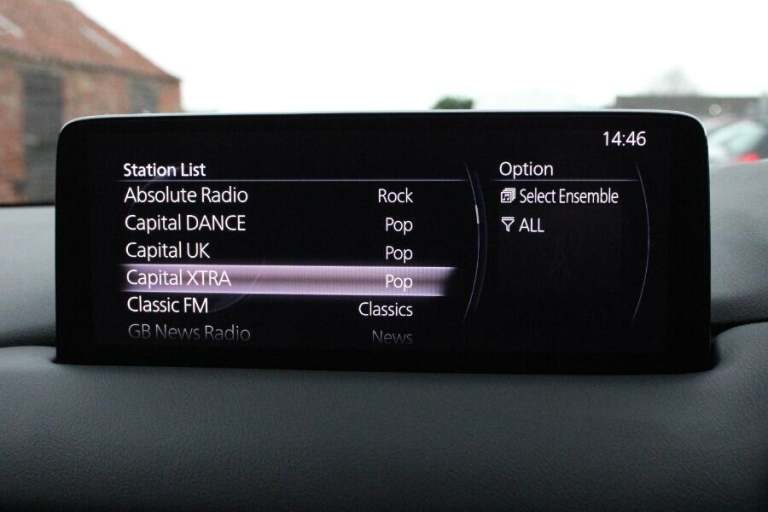 14:46
Station List
Absolute Radio Rock
Capital DANCE Pop
Capital UK Pop
Capital XTRA Pop
Classic FM Classics
GB News Radio News
Option
Select Ensemble
ALL